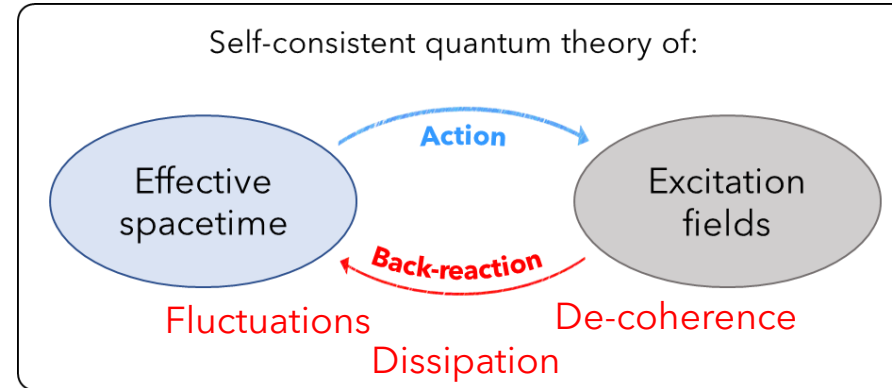 Self-consistent quantum theory of:
Action
Effective
spacetime
Excitation
fields
Back-reaction
Fluctuations
De-coherence
Dissipation